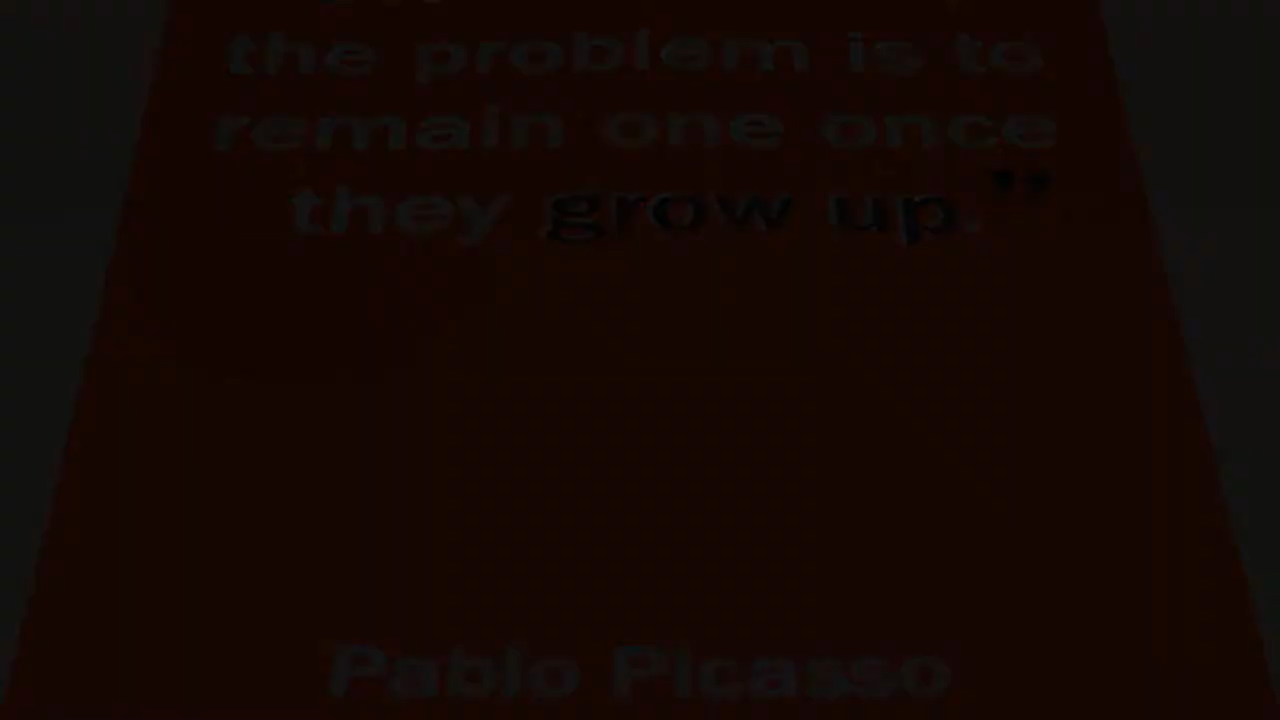 the problem is to
remain one once
they grow up."
Pablo Picasso